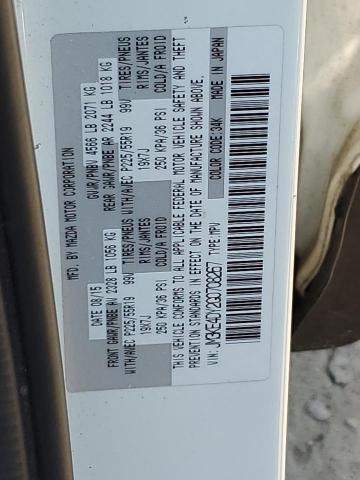 MFD. BY MAZDA MOTOR CORPORATION
DATE 08/15 GVWR/PNBV 4566 LB 2071 KG
FRONT GAWR/PNBE AV 2228 LB 1056 KG REAR GAWR/PNBE AR 2244 LB 1018 KG
WITH/AVEC P225/55R19 99V TIRES/PNEUS WITH/AVEC P225/55R19 99V TIRES/PNEUS
19X7J RIMS/JANTES 19X7J RIMS/JANTES
250 KPA/36 PSI COLD/A FROID 250 KPA/36 PSI COLD/A FROID
THIS VEHICLE CONFORMS TO ALL APPLICABLE FEDERAL MOTOR VEHICLE SAFETY AND THEFT
PREVENTION STANDARDS IN EFFECT ON THE DATE OF MANUFACTURE SHOWN ABOVE.
VIN: TYPE: MPV COLOR CODE: 34K MADE IN JAPAN